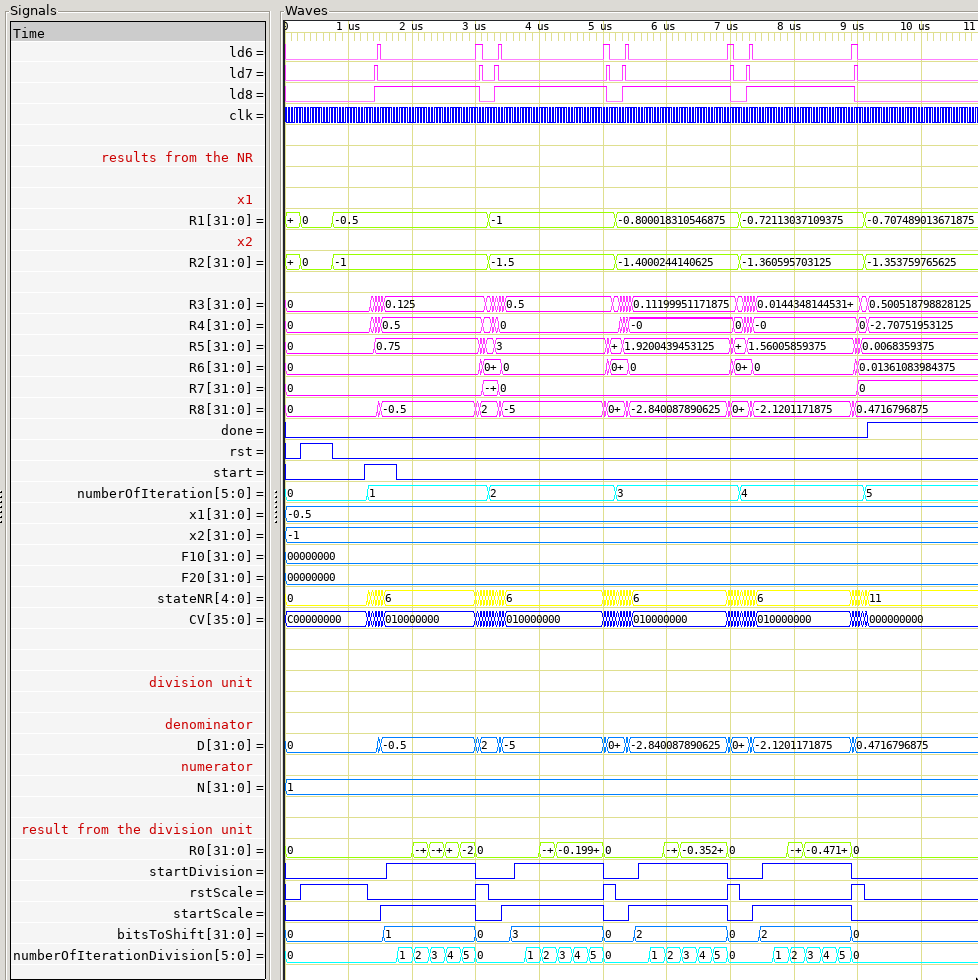 Signals Waves
Time 0 1 us 2 us 3 us 4 us 5 us 6 us 7 us 8 us 9 us 10 us 11
ld6 =
ld7 =
ld8 =
clk =
results from the NR
x1
R1[31:0] = + 0 -0.5 -1 -0.800018310546875 -0.72113037109375 -0.707489013671875
x2
R2[31:0] = + 0 -1 -1.5 -1.4000244140625 -1.360595703125 -1.353759765625
R3[31:0] = 0 0.125 0.5 0.11199951171875 0.0144348144531+ 0.500518798828125
R4[31:0] = 0 0.5 0 -0 0 -0 0 -2.70751953125
R5[31:0] = 0 0.75 3 + 1.9200439453125 + 1.56005859375 0.0068359375
R6[31:0] = 0 0+ 0 0+ 0 0+ 0 0.01361083984375
R7[31:0] = 0 -+ 0 0
R8[31:0] = 0 -0.5 2 -5 0+ -2.840087890625 0+ -2.1201171875 0.4716796875
done =
rst =
start =
numberOfIteration[5:0] = 0 1 2 3 4 5
x1[31:0] = -0.5
x2[31:0] = -1
F10[31:0] = 00000000
F20[31:0] = 00000000
stateNR[4:0] = 0 6 6 6 6 11
CV[35:0] = C00000000 010000000 010000000 010000000 010000000 000000000
division unit
denominator
D[31:0] = 0 -0.5 2 -5 0+ -2.840087890625 0+ -2.1201171875 0.4716796875
numerator
N[31:0] = 1
result from the division unit
R0[31:0] = 0 -+ -+ + -2 0 -+ -0.199+ 0 -+ -0.352+ 0 -+ -0.471+ 0
startDivision =
rstScale =
startScale =
bitsToShift[31:0] = 0 1 0 3 0 2 0 2 0
numberOfIterationDivision[5:0] = 0 1 2 3 4 5 0 1 2 3 4 5 0 1 2 3 4 5 0 1 2 3 4 5 0